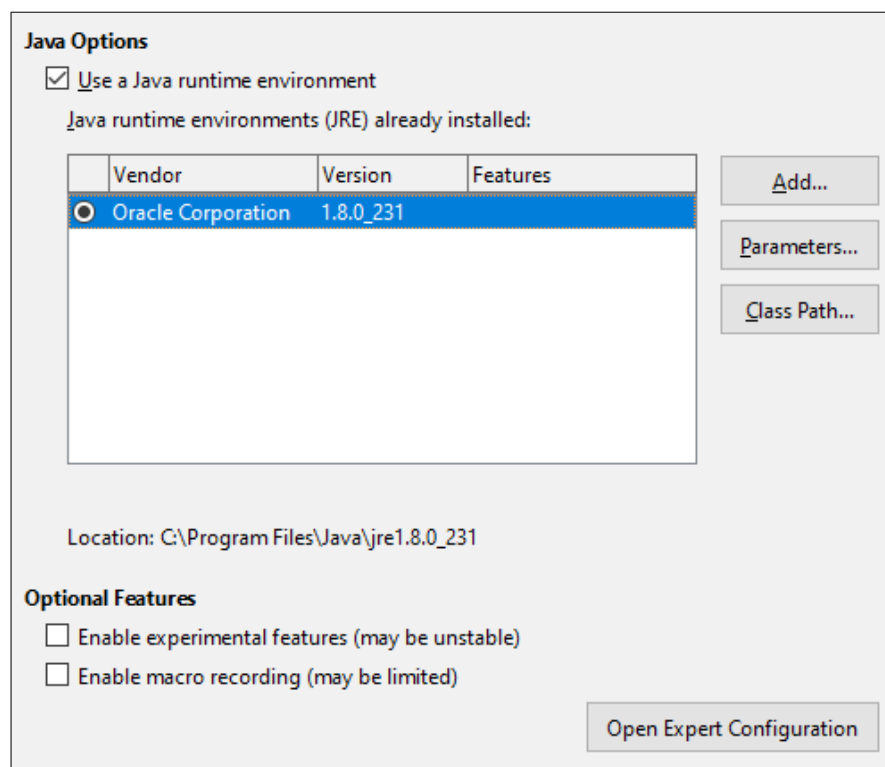 Java Options
Use a Java runtime environment
Java runtime environments (JRE) already installed:
Vendor Version Features
Add...
Oracle Corporation 1.8.0_231
Parameters...
Class Path...
Location: C:\Program Files\Java\jre1.8.0_231
Optional Features
Enable experimental features (may be unstable)
Enable macro recording (may be limited)
Open Expert Configuration